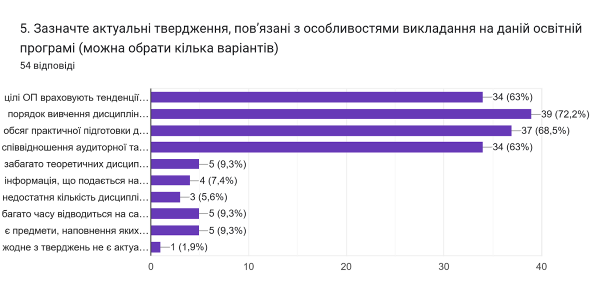 5. Зазначте актуальні твердження, пов’язані з особливостями викладання на даній освітній
програмі (можна обрати кілька варіантів)
54 відповіді
цілі ОП враховують тенденції…
34 (63%)
порядок вивчення дисциплін…
39 (72,2%)
обсяг практичної підготовки д…
37 (68,5%)
співвідношення аудиторної та…
34 (63%)
забагато теоретичних дисцип…
5 (9,3%)
інформація, що подається на…
4 (7,4%)
недостатня кількість дисциплі…
3 (5,6%)
багато часу відводиться на са…
5 (9,3%)
є предмети, наповнення яких…
5 (9,3%)
жодне з тверджень не є актуа…
1 (1,9%)
0
10
20
30
40